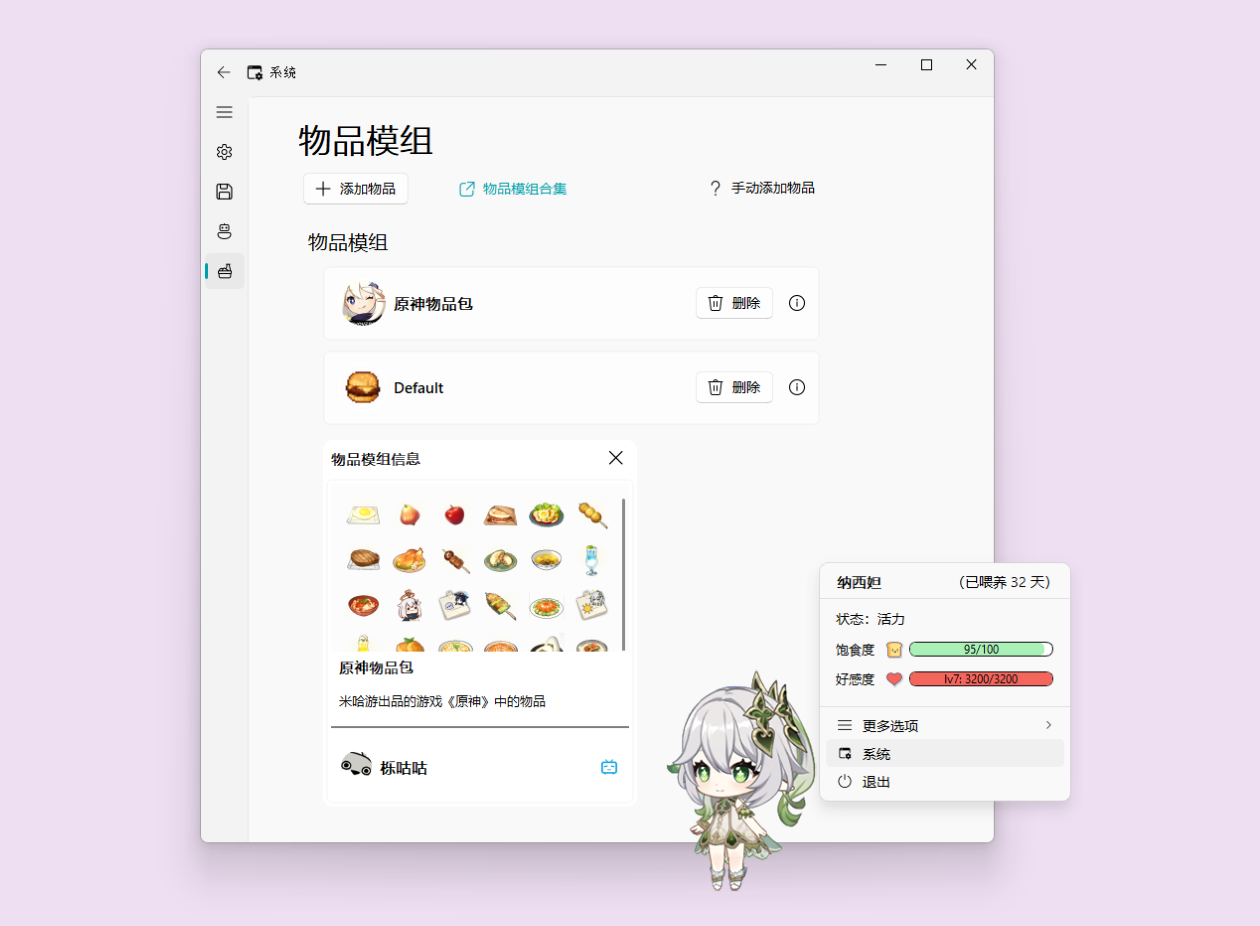 系统
物品模组
添加物品
物品模组合集
? 手动添加物品
物品模组
原神物品包
删除
Default
删除
物品模组信息
原神物品包
米哈游出品的游戏《原神》中的物品
栎咕咕
纳西妲 (已喂养 32 天)
状态：活力
饱食度 95/100
好感度 lv7: 3200/3200
更多选项
系统
退出